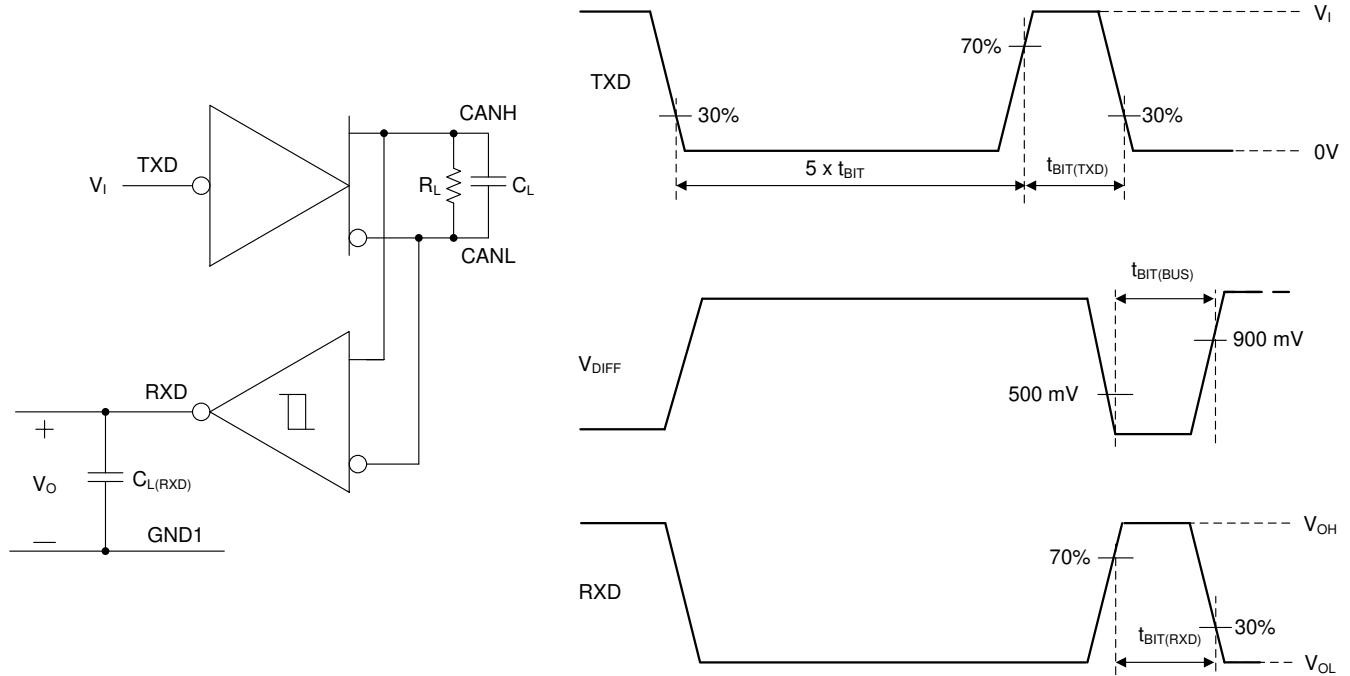 CANH
TXD
V_I
R_L
C_L
CANL
RXD
+
V_O
C_L(RXD)
—
GND1
V_I
70%
TXD
30%
30%
0V
5 x t_BIT
t_BIT(TXD)
t_BIT(BUS)
900 mV
V_DIFF
500 mV
V_OH
70%
RXD
30%
t_BIT(RXD)
V_OL